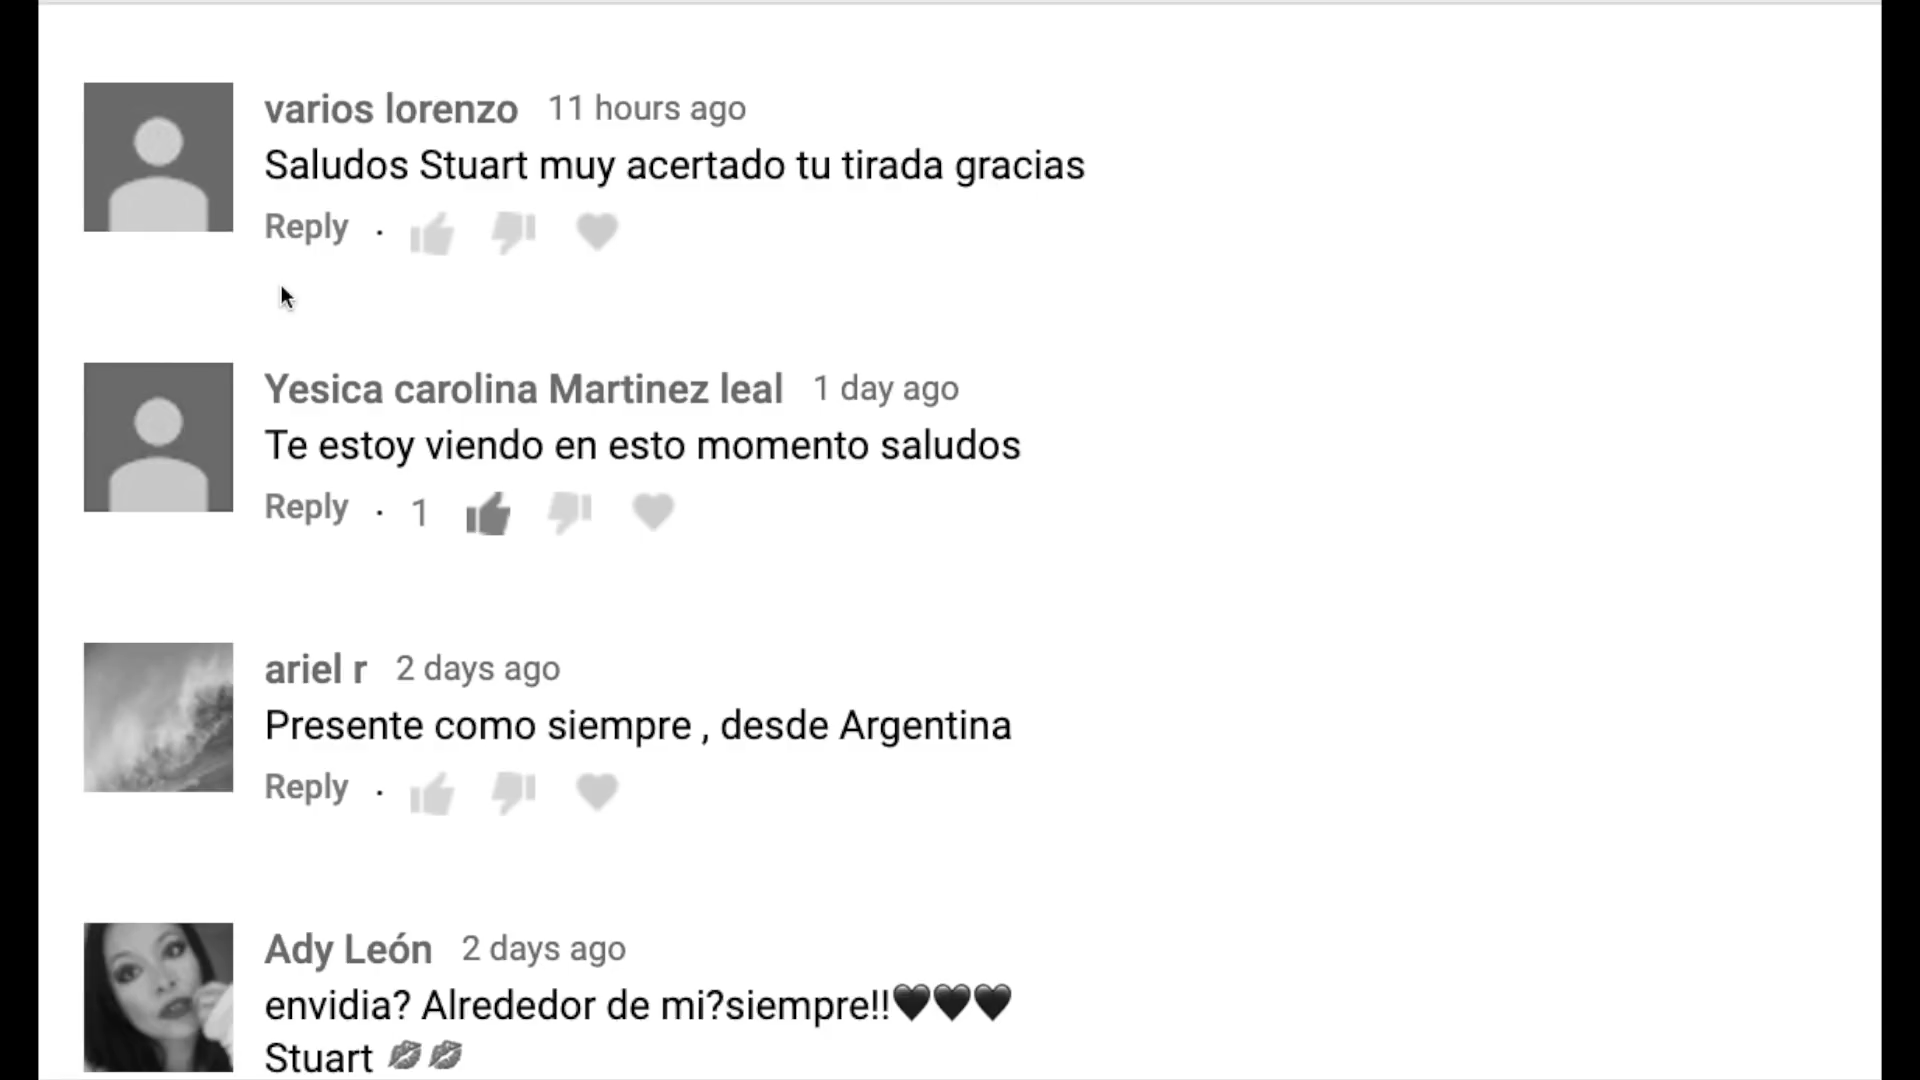 varios lorenzo 11 hours ago
Saludos Stuart muy acertado tu tirada gracias
Reply ·
Yesica carolina Martinez leal 1 day ago
Te estoy viendo en esto momento saludos
Reply · 1
ariel r 2 days ago
Presente como siempre , desde Argentina
Reply ·
Ady León 2 days ago
envidia? Alrededor de mi?siempre!!🖤🖤🖤
Stuart 💋💋